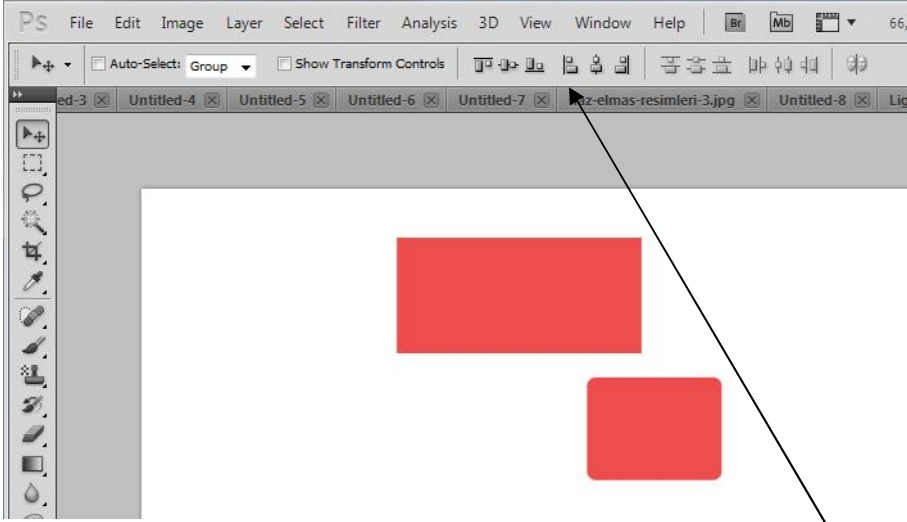 Ps File Edit Image Layer Select Filter Analysis 3D View Window Help Br Mb 66,
Auto-Select: Group Show Transform Controls
ed-3 Untitled-4 Untitled-5 Untitled-6 Untitled-7 az-elmas-resimleri-3.jpg Untitled-8 Lig